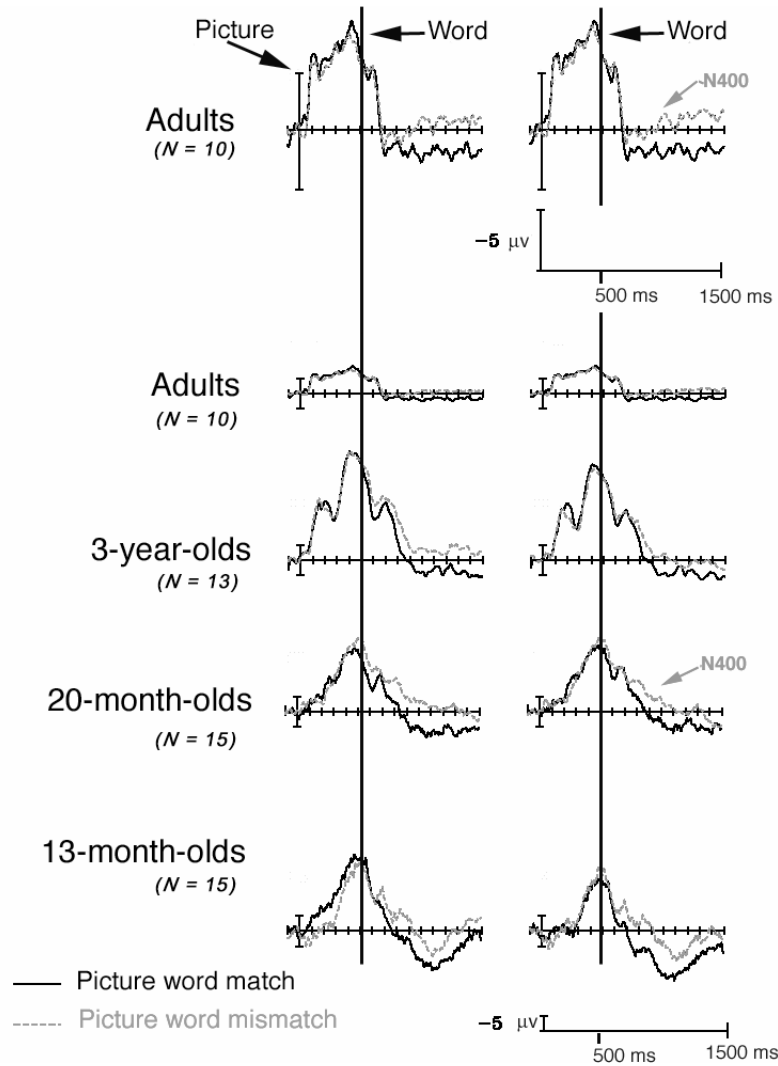 Picture
Word
Word
N400
Adults
(N = 10)
−5 μv
500 ms 1500 ms
Adults
(N = 10)
3-year-olds
(N = 13)
N400
20-month-olds
(N = 15)
13-month-olds
(N = 15)
Picture word match
Picture word mismatch
−5 μv
500 ms 1500 ms